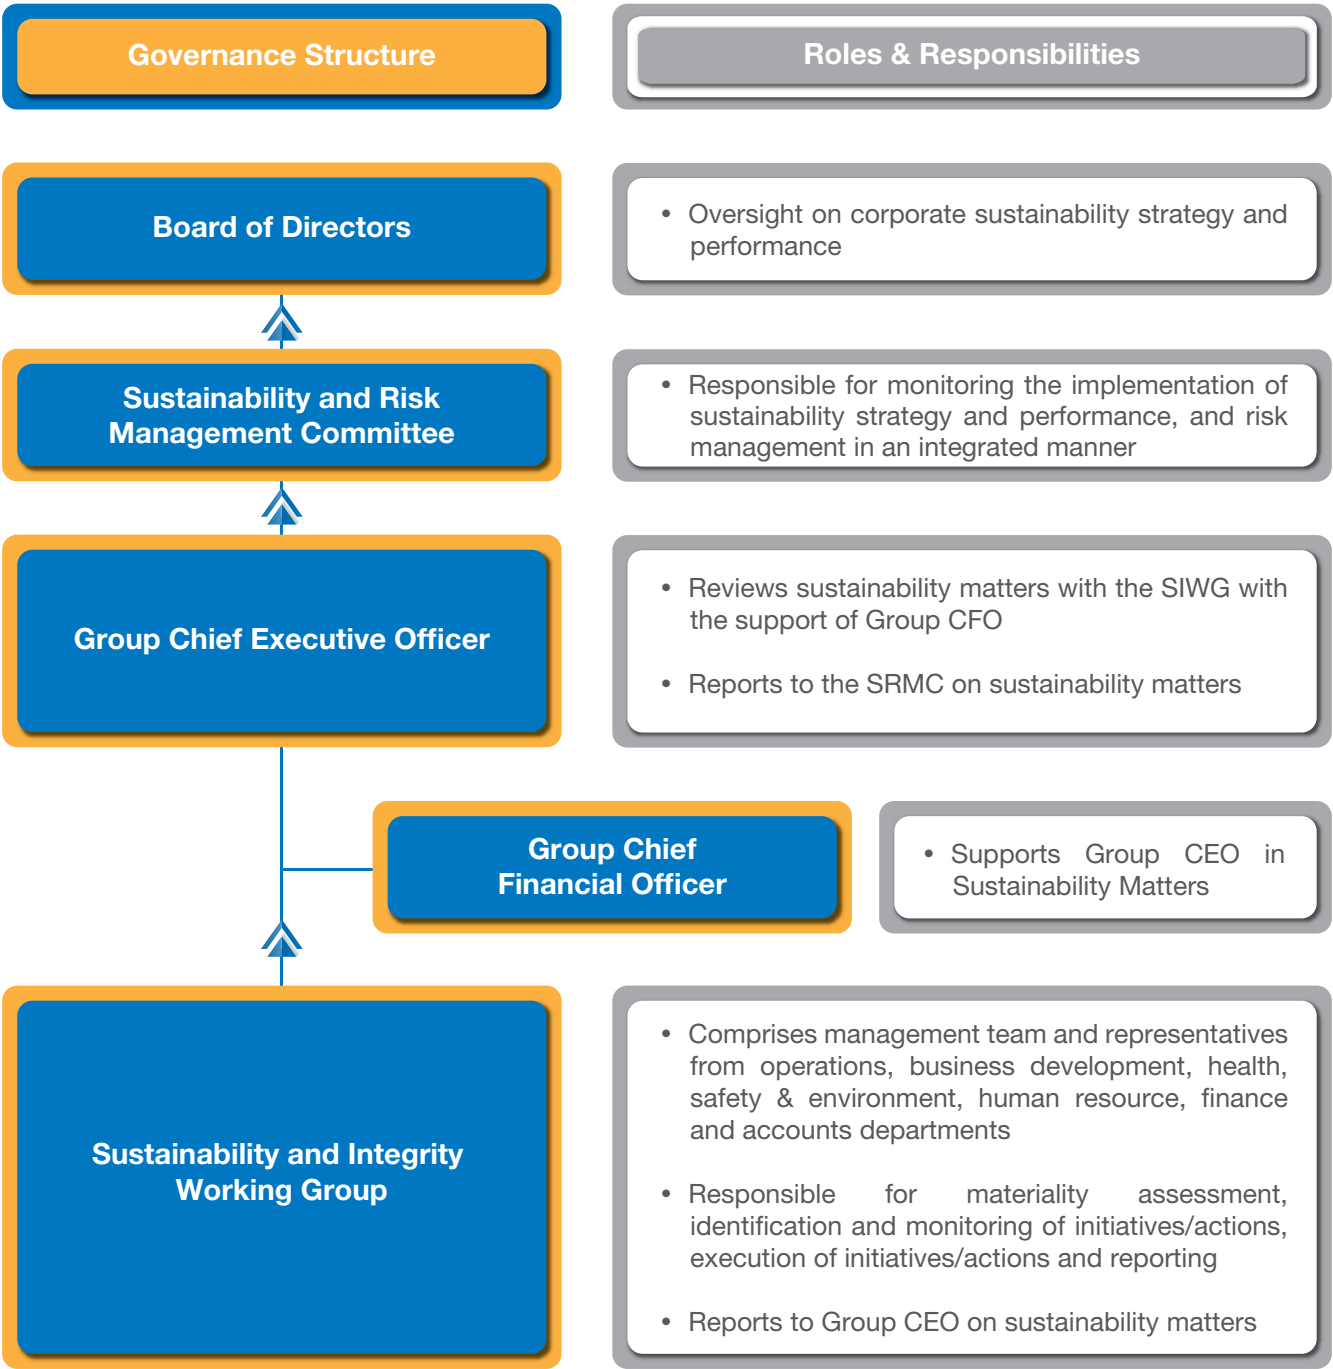 Governance Structure
Roles & Responsibilities
Board of Directors
• Oversight on corporate sustainability strategy and
performance
Sustainability and Risk
Management Committee
• Responsible for monitoring the implementation of
sustainability strategy and performance, and risk
management in an integrated manner
Group Chief Executive Officer
• Reviews sustainability matters with the SIWG with
the support of Group CFO
• Reports to the SRMC on sustainability matters
Group Chief
Financial Officer
• Supports Group CEO in
Sustainability Matters
Sustainability and Integrity
Working Group
• Comprises management team and representatives
from operations, business development, health,
safety & environment, human resource, finance
and accounts departments
• Responsible for materiality assessment,
identification and monitoring of initiatives/actions,
execution of initiatives/actions and reporting
• Reports to Group CEO on sustainability matters